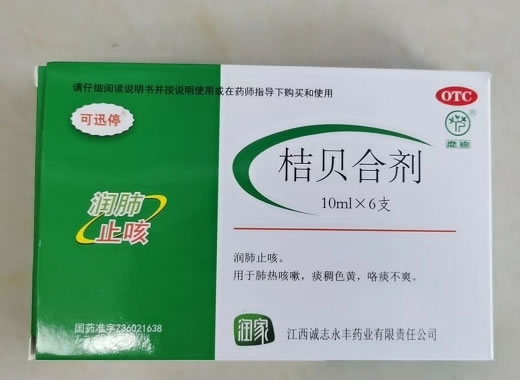 请仔细阅读说明书并按说明使用或在药师指导下购买和使用
OTC
可迅停
鹿迪
桔贝合剂
10ml×6支
润肺
止咳
润肺止咳。
用于肺热咳嗽，痰稠色黄，咯痰不爽。
国药准字Z36021638
润家
江西诚志永丰药业有限责任公司